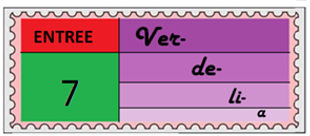 ENTREE
7
Ver-
de-
li-
a